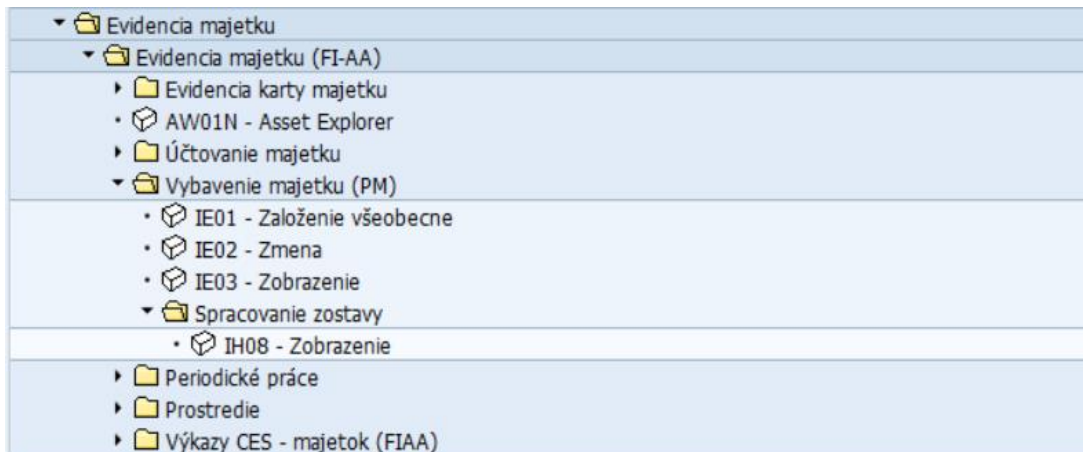 Evidencia majetku
Evidencia majetku (FI-AA)
Evidencia karty majetku
AW01N - Asset Explorer
Účtovanie majetku
Vybavenie majetku (PM)
IE01 - Založenie všeobecne
IE02 - Zmena
IE03 - Zobrazenie
Spracovanie zostavy
IH08 - Zobrazenie
Periodické práce
Prostredie
Výkazy CES - majetok (FIAA)